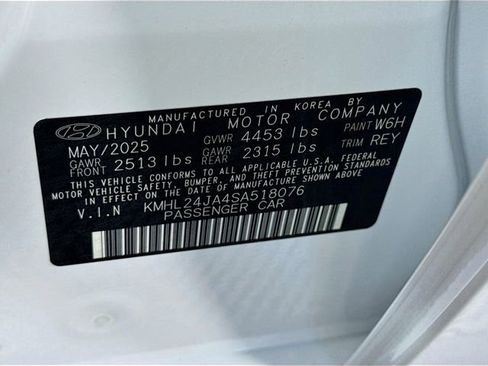 MANUFACTURED IN KOREA BY
HYUNDAI MOTOR COMPANY
MAY/2025 GVWR 4453 lbs PAINT W6H
GAWR FRONT 2513 lbs GAWR REAR 2315 lbs TRIM REY
THIS VEHICLE CONFORMS TO ALL APPLICABLE U.S.A. FEDERAL
MOTOR VEHICLE SAFETY, BUMPER, AND THEFT PREVENTION STANDARDS
IN EFFECT ON THE DATE OF MANUFACTURE SHOWN ABOVE.
V.I.N KMHL24JA4SA518076
PASSENGER CAR